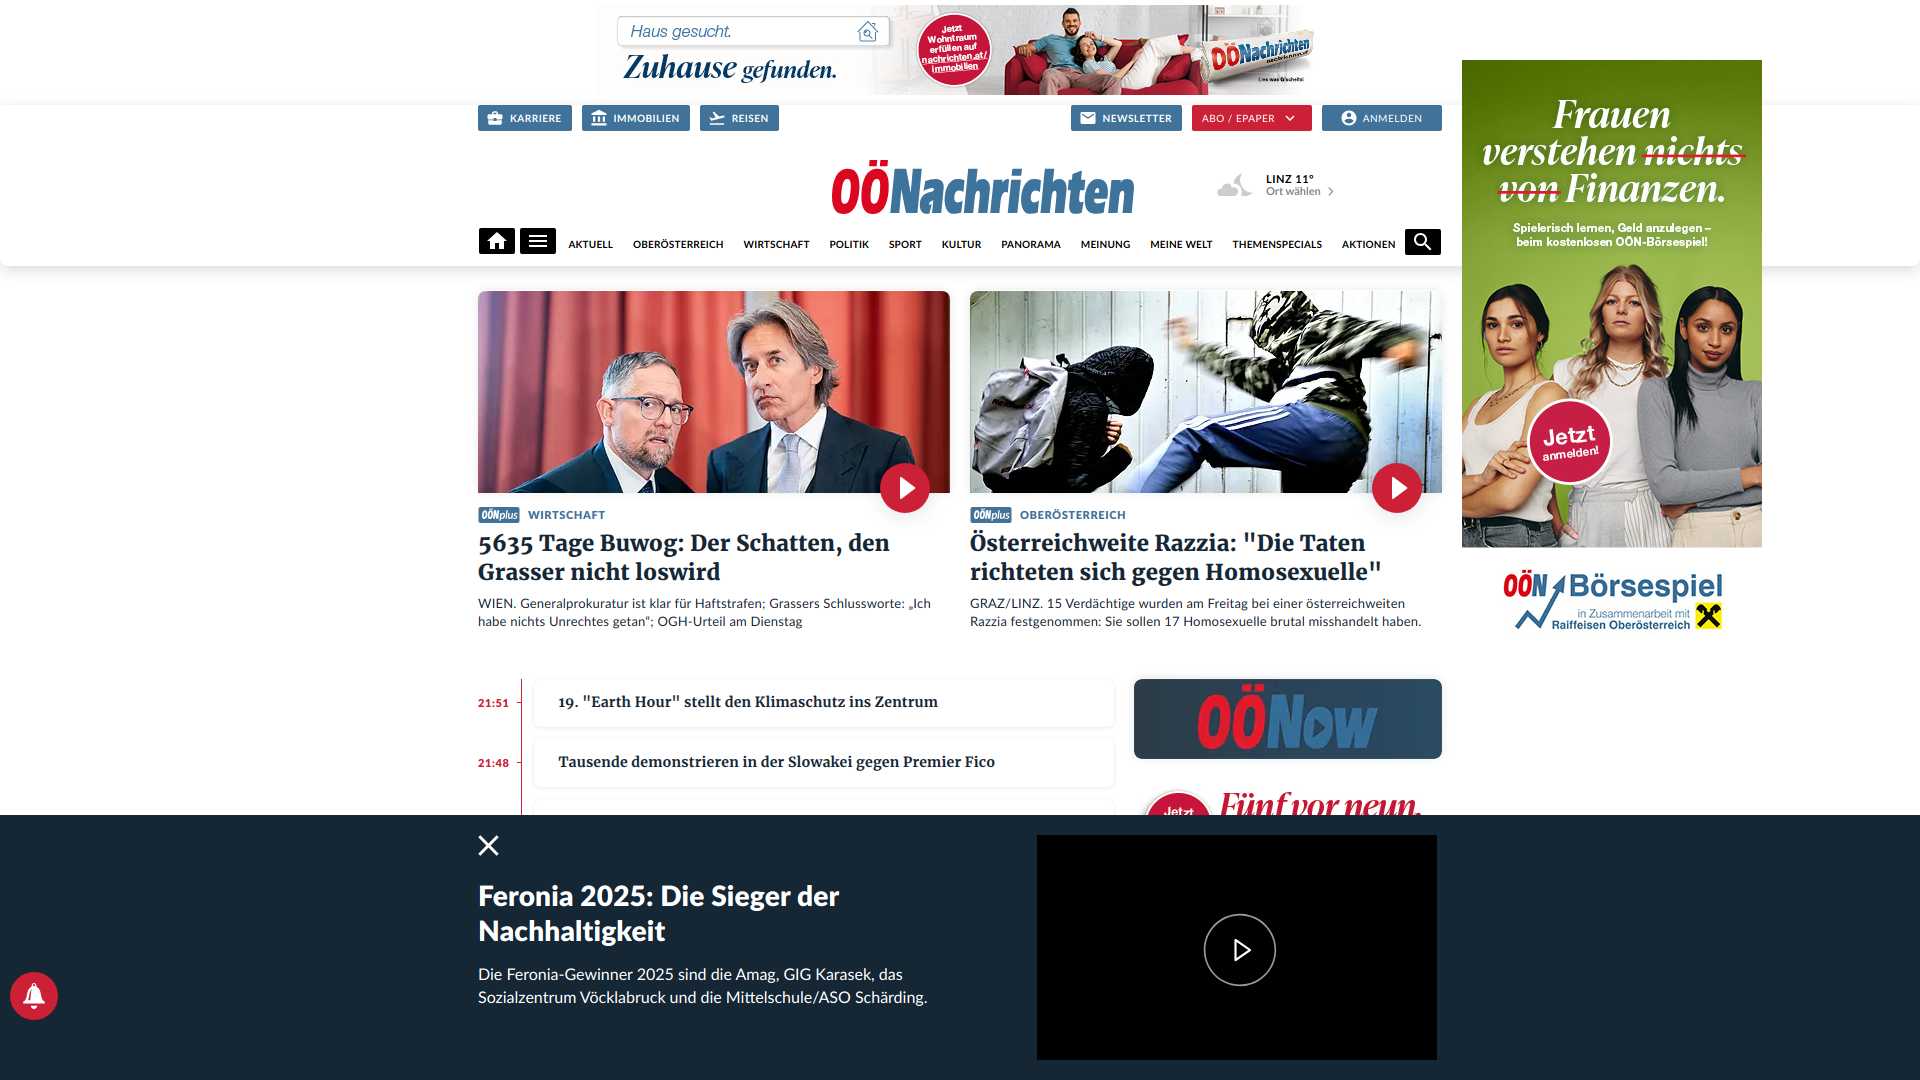 Haus gesucht.
Zuhause gefunden.
Jetzt
Wohntraum
erfüllen auf
nachrichten.at/
immobilien
OÖNachrichten
Lies was G'scheits!
KARRIERE
IMMOBILIEN
REISEN
NEWSLETTER
ABO / EPAPER
ANMELDEN
OÖNachrichten
LINZ 11°
Ort wählen
AKTUELL
OBERÖSTERREICH
WIRTSCHAFT
POLITIK
SPORT
KULTUR
PANORAMA
MEINUNG
MEINE WELT
THEMENSPECIALS
AKTIONEN
Frauen
verstehen nichts
von Finanzen.
Spielerisch lernen, Geld anzulegen –
beim kostenlosen OÖN-Börsespiel!
Jetzt
anmelden!
OÖN Börsespiel
in Zusammenarbeit mit
Raiffeisen Oberösterreich
OÖNplus WIRTSCHAFT
5635 Tage Buwog: Der Schatten, den
Grasser nicht loswird
WIEN. Generalprokuratur ist klar für Haftstrafen; Grassers Schlussworte: „Ich
habe nichts Unrechtes getan“; OGH-Urteil am Dienstag
OÖNplus OBERÖSTERREICH
Österreichweite Razzia: "Die Taten
richteten sich gegen Homosexuelle"
GRAZ/LINZ. 15 Verdächtige wurden am Freitag bei einer österreichweiten
Razzia festgenommen: Sie sollen 17 Homosexuelle brutal misshandelt haben.
21:51 19. "Earth Hour" stellt den Klimaschutz ins Zentrum
21:48 Tausende demonstrieren in der Slowakei gegen Premier Fico
OÖNow
Jetzt
Fünf vor neun.
Feronia 2025: Die Sieger der
Nachhaltigkeit
Die Feronia-Gewinner 2025 sind die Amag, GIG Karasek, das
Sozialzentrum Vöcklabruck und die Mittelschule/ASO Schärding.